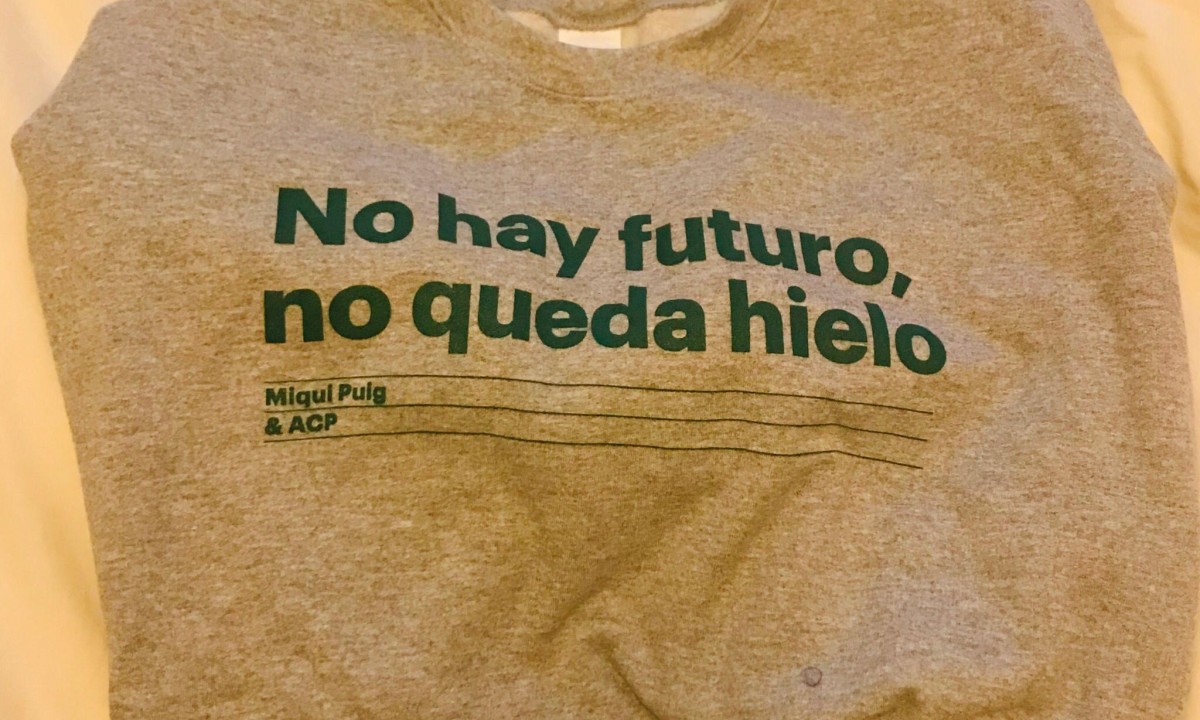 No hay futuro,
no queda hielo
Miqui Puig
& ACP